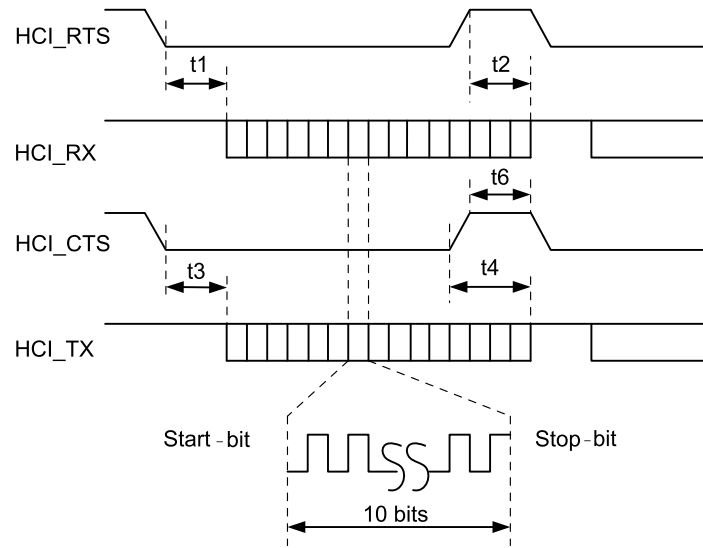 HCI_RTS
t1
t2
HCI_RX
t6
HCI_CTS
t3
t4
HCI_TX
Start-bit
Stop-bit
10 bits